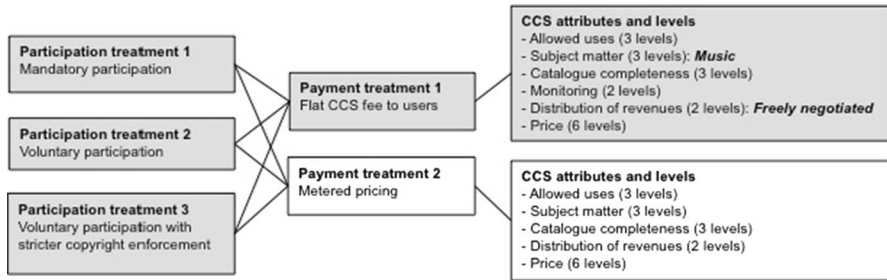 Participation treatment 1
Mandatory participation
Participation treatment 2
Voluntary participation
Participation treatment 3
Voluntary participation with
stricter copyright enforcement
Payment treatment 1
Flat CCS fee to users
Payment treatment 2
Metered pricing
CCS attributes and levels
- Allowed uses (3 levels)
- Subject matter (3 levels): Music
- Catalogue completeness (3 levels)
- Monitoring (2 levels)
- Distribution of revenues (2 levels): Freely negotiated
- Price (6 levels)
CCS attributes and levels
- Allowed uses (3 levels)
- Subject matter (3 levels)
- Catalogue completeness (3 levels)
- Distribution of revenues (2 levels)
- Price (6 levels)